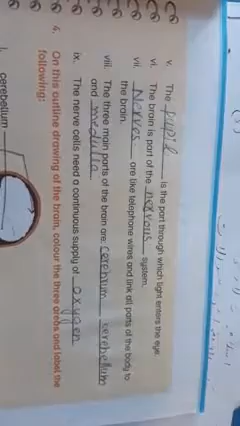 v. The pupil is the part through which light enters the eye.
vi. The brain is part of the nervous system.
vii. Nerves are like telephone wires and link all parts of the body to
the brain.
viii. The three main parts of the brain are: cerebrum cerebellum
and medulla
ix. The nerve cells need a continuous supply of oxygen
6. On this outline drawing of the brain, colour the three areas and label the
following:
i. cerebellum